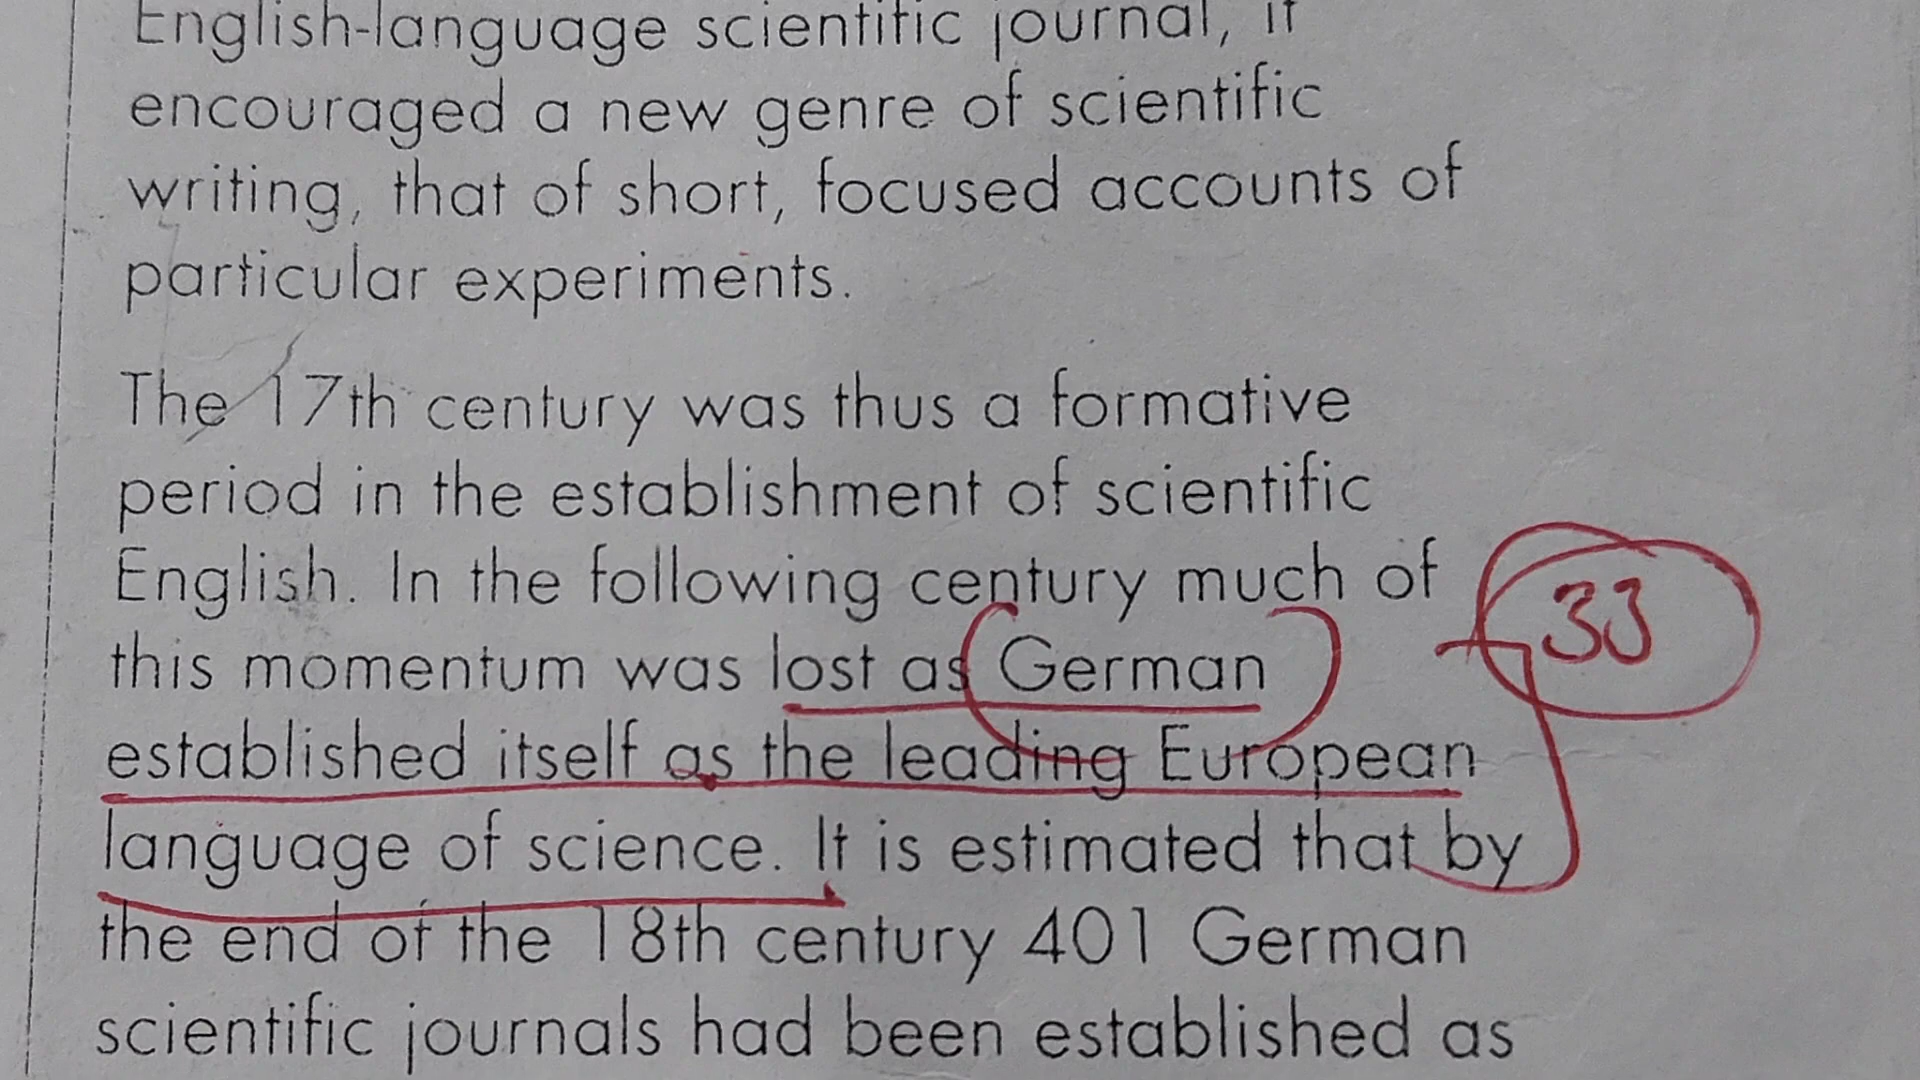 English-language scientific journal, it
encouraged a new genre of scientific
writing, that of short, focused accounts of
particular experiments.
The 17th century was thus a formative
period in the establishment of scientific
English. In the following century much of
this momentum was lost as German
33
established itself as the leading European
language of science. It is estimated that by
the end of the 18th century 401 German
scientific journals had been established as